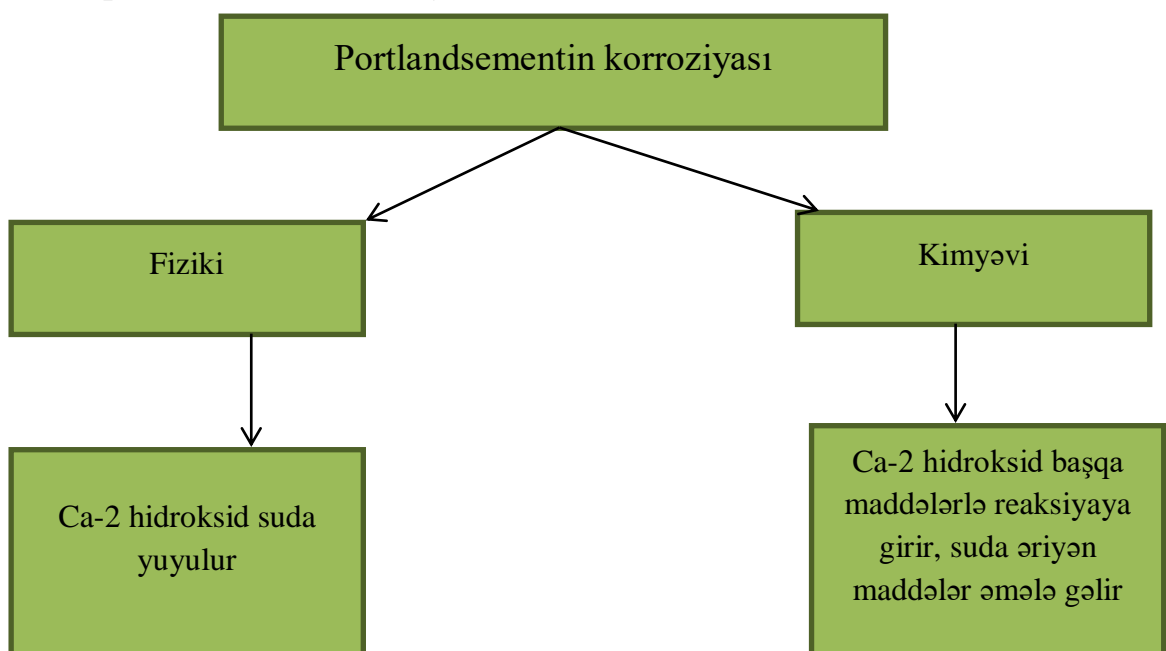 Portlandsementin korroziyası
Fiziki
Kimyəvi
Ca-2 hidroksid suda
yuyulur
Ca-2 hidroksid başqa
maddələrlə reaksiyaya
girir, suda əriyən
maddələr əmələ gəlir